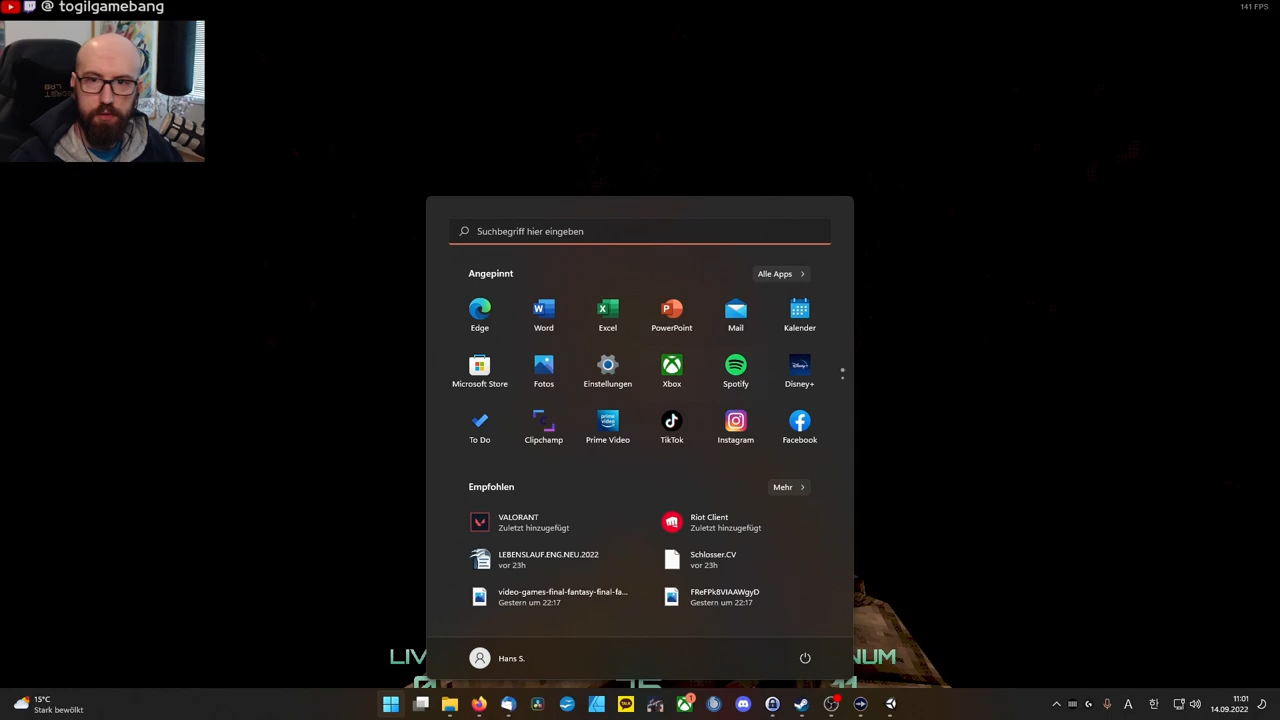 @ togilgamebang
141 FPS
Suchbegriff hier eingeben
Angepinnt
Alle Apps
Edge
Word
Excel
PowerPoint
Mail
Kalender
Microsoft Store
Fotos
Einstellungen
Xbox
Spotify
Disney+
To Do
Clipchamp
Prime Video
TikTok
Instagram
Facebook
Empfohlen
Mehr
VALORANT
Zuletzt hinzugefügt
Riot Client
Zuletzt hinzugefügt
LEBENSLAUF.ENG.NEU.2022
vor 23h
Schlosser.CV
vor 23h
video-games-final-fantasy-final-fa...
Gestern um 22:17
FReFPk8VIAAWgyD
Gestern um 22:17
Hans S.
15°C
Stark bewölkt
A
한
11:01
14.09.2022